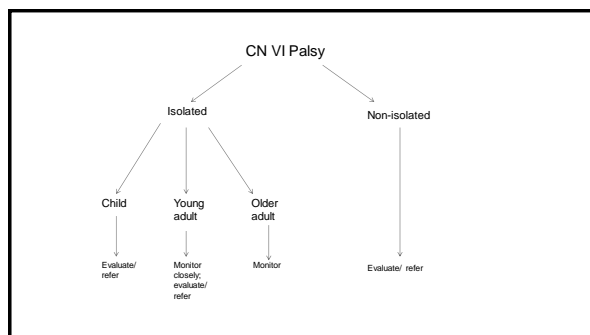 CN VI Palsy
Isolated
Non-isolated
Child
Young
adult
Older
adult
Evaluate/
refer
Monitor
closely;
evaluate/
refer
Monitor
Evaluate/ refer